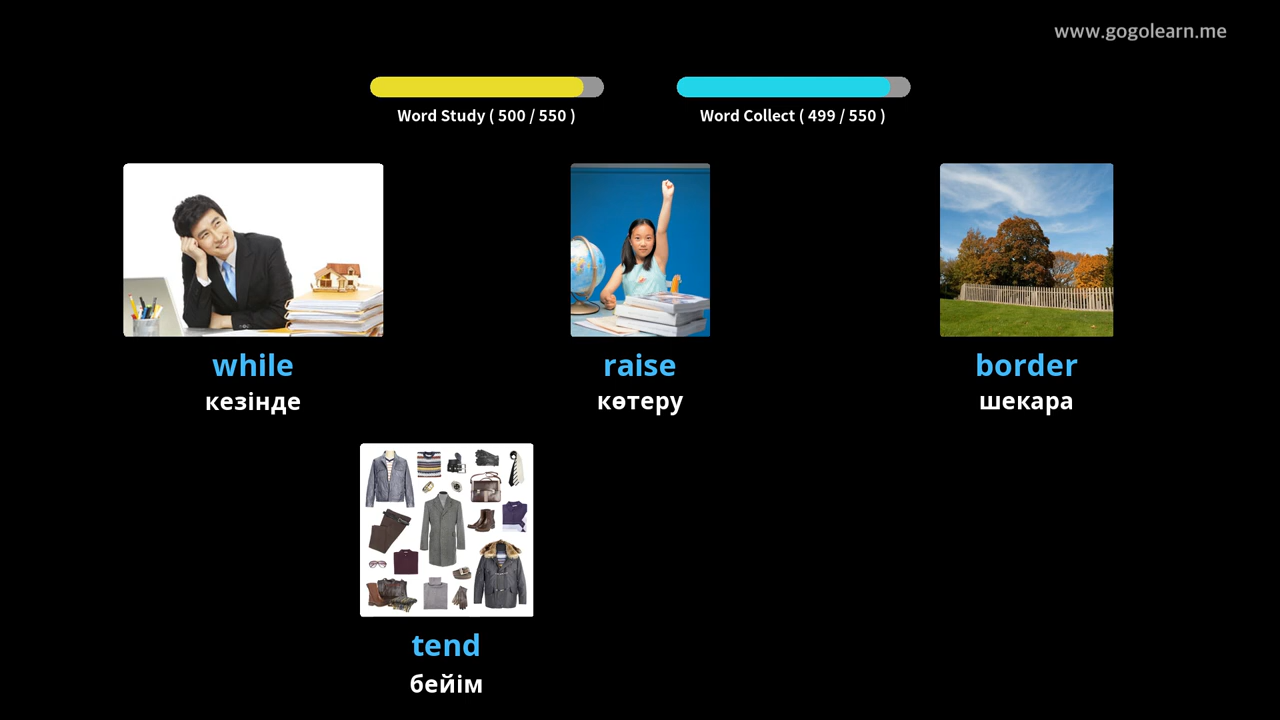 www.gogolearn.me
Word Study ( 500 / 550 )
Word Collect ( 499 / 550 )
while
кезінде
raise
көтеру
border
шекара
tend
бейім